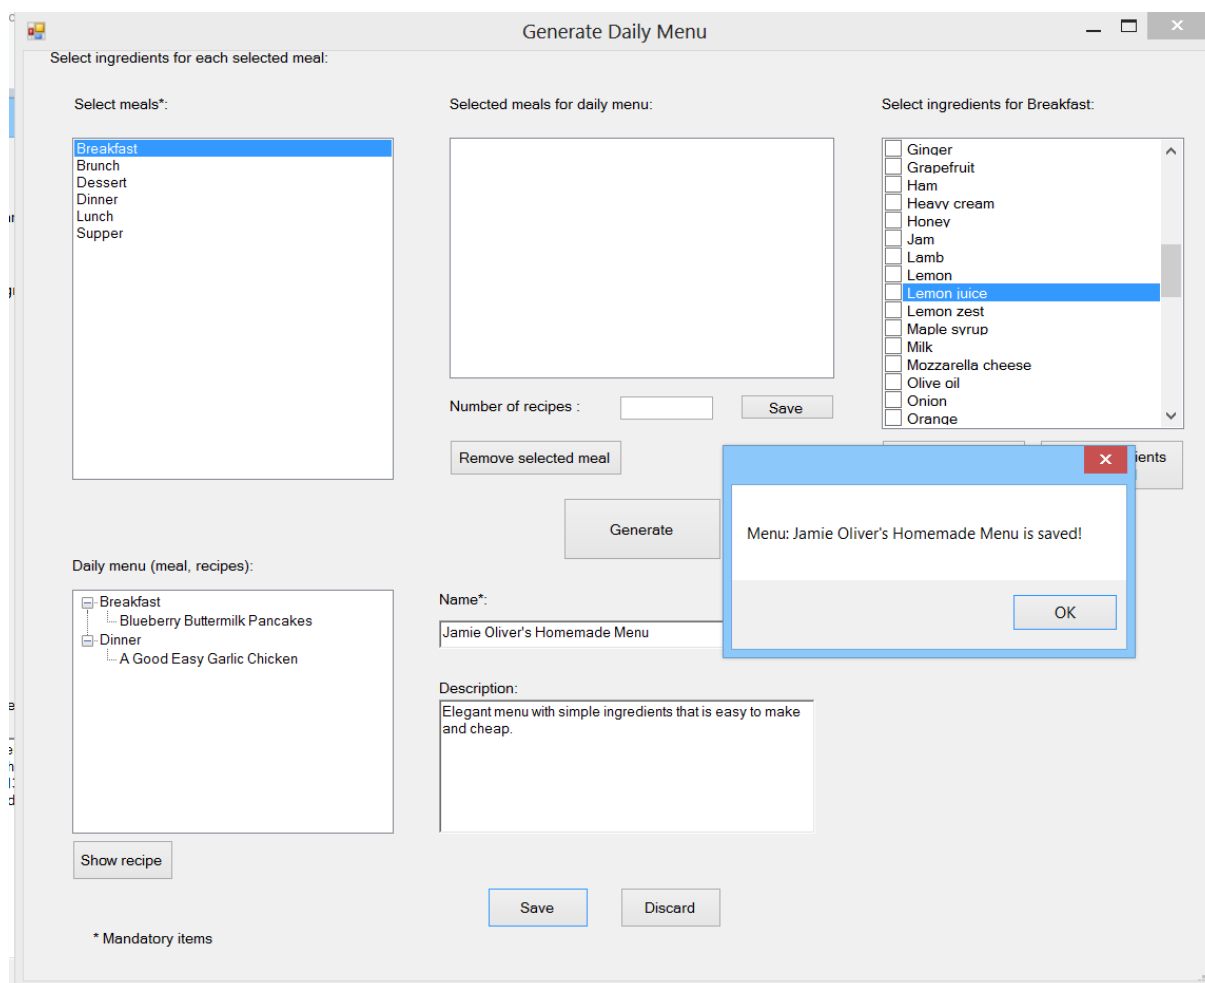 Generate Daily Menu
Select ingredients for each selected meal:
Select meals*:
Selected meals for daily menu:
Select ingredients for Breakfast:
Breakfast
Brunch
Dessert
Dinner
Lunch
Supper
Ginger
Grapefruit
Ham
Heavy cream
Honey
Jam
Lamb
Lemon
Lemon juice
Lemon zest
Maple syrup
Milk
Mozzarella cheese
Olive oil
Onion
Orange
Number of recipes :
Save
Remove selected meal
Generate
Menu: Jamie Oliver's Homemade Menu is saved!
OK
Daily menu (meal, recipes):
Breakfast
Blueberry Buttermilk Pancakes
Dinner
A Good Easy Garlic Chicken
Name*:
Jamie Oliver's Homemade Menu
Description:
Elegant menu with simple ingredients that is easy to make
and cheap.
Show recipe
Save
Discard
* Mandatory items